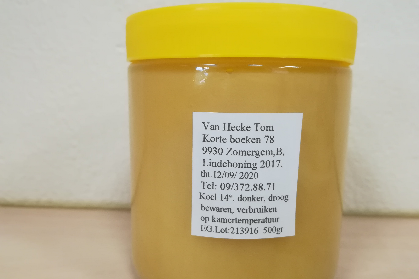 Van Hecke Tom
Korte boeken 78
9930 Zomergem,B,
Lindehoning 2017.
tht.12/09/ 2020
Tel: 09/372.88.71
Koel 14°. donker. droog
bewaren, verbruiken
op kamertemperatuur
EG.Lot:213916 500gr